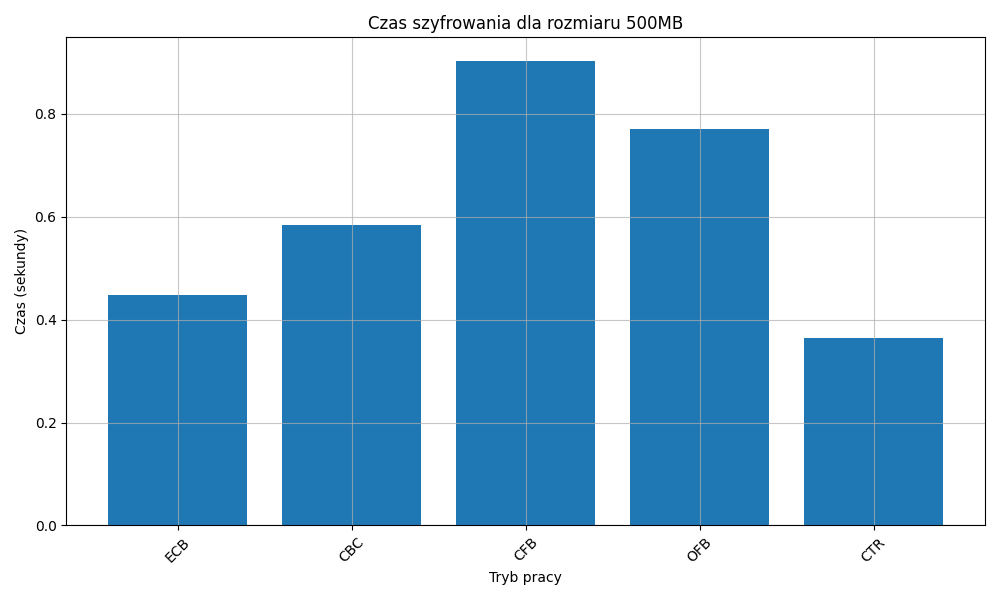 Czas szyfrowania dla rozmiaru 500MB
Czas (sekundy)
0.8
0.6
0.4
0.2
0.0
ECB
CBC
CFB
OFB
CTR
Tryb pracy